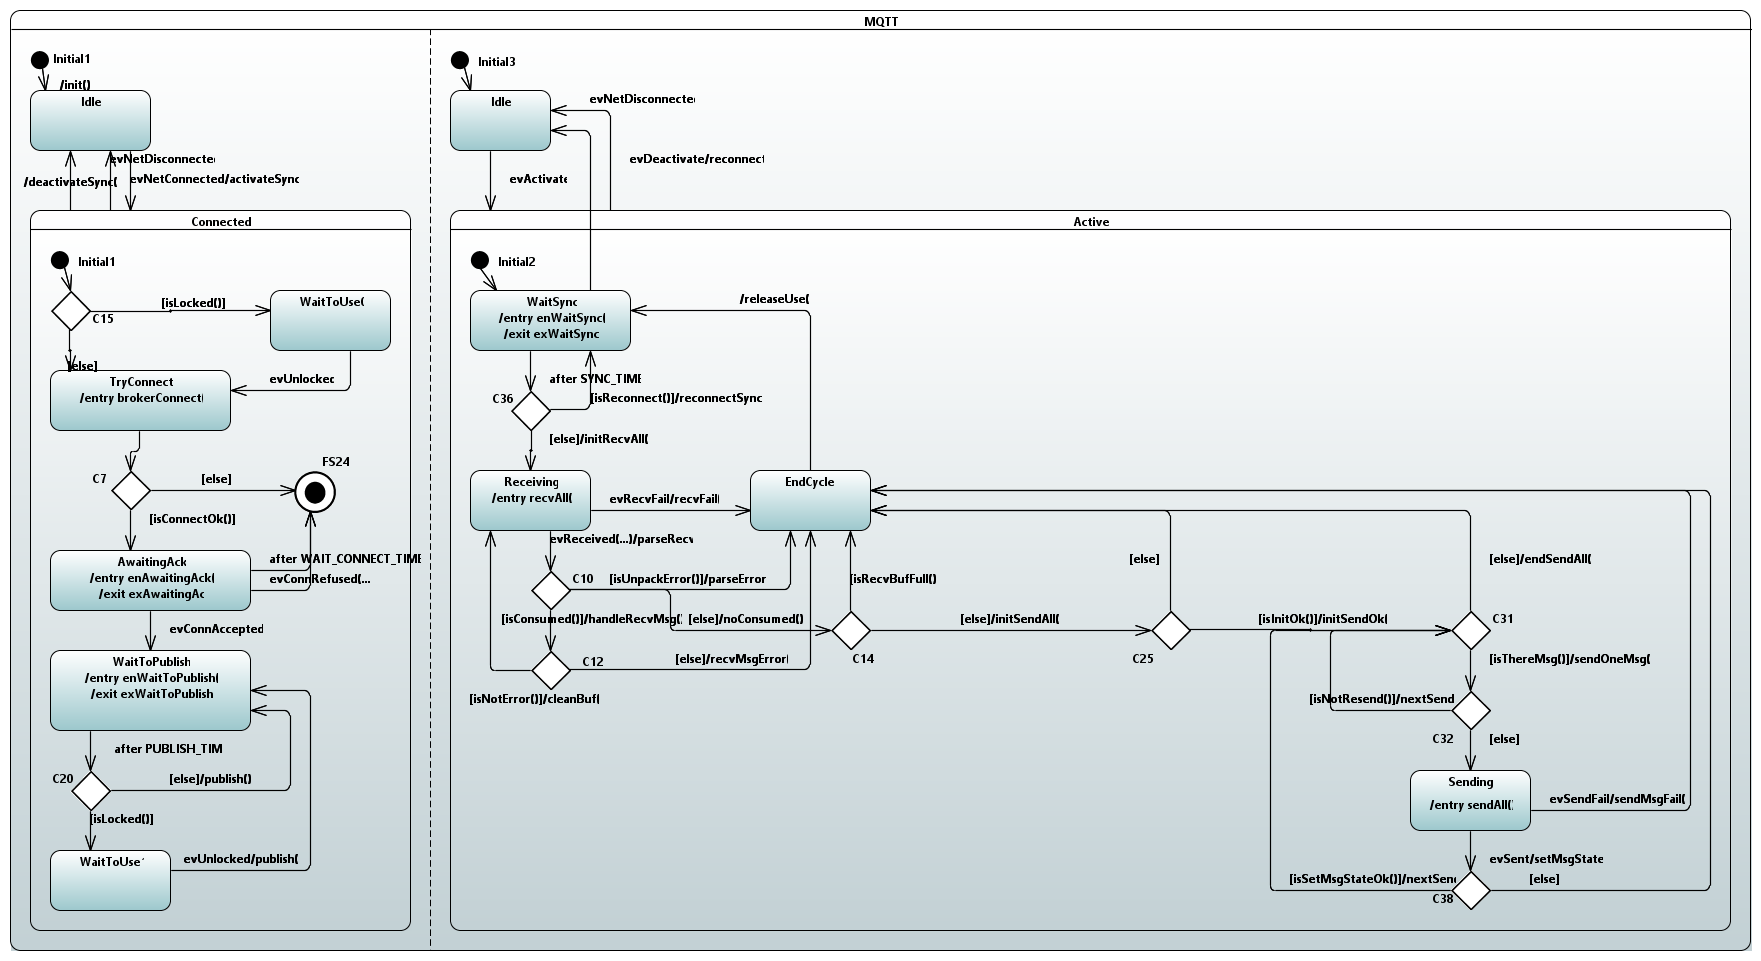 MQTT
Initial1
/init()
Idle
evNetDisconnected
/deactivateSync(
evNetConnected/activateSync
Connected
Initial1
[isLocked()]
C15
WaitToUse(
[else]
evUnlocked
TryConnect
/entry brokerConnect(
C7
[else]
FS24
[isConnectOk()]
AwaitingAck
/entry enAwaitingAck(
/exit exAwaitingAc
after WAIT_CONNECT_TIME
evConnRefused(...
evConnAccepted
WaitToPublish
/entry enWaitToPublish(
/exit exWaitToPublish
after PUBLISH_TIM
C20
[else]/publish()
[isLocked()]
WaitToUse
evUnlocked/publish(
Initial3
Idle
evNetDisconnected
evDeactivate/reconnect
evActivate
Active
Initial2
WaitSync
/entry enWaitSync(
/exit exWaitSync
/releaseUse(
after SYNC_TIME
C36
[isReconnect()]/reconnectSync
[else]/initRecvAll(
Receiving
/entry recvAll(
evRecvFail/recvFail
EndCycle
evReceived(...)/parseRecv
C10
[isUnpackError()]/parseError
[isRecvBufFull()
[else]
[else]/endSendAll(
[isConsumed()]/handleRecvMsg(
[else]/noConsumed()
[else]/initSendAll(
[isInitOk()]/initSendOk(
C31
C12
[else]/recvMsgError(
C14
C25
[isThereMsg()]/sendOneMsg(
[isNotError()]/cleanBuf(
[isNotResend()]/nextSend
C32
[else]
Sending
/entry sendAll(
evSendFail/sendMsgFail(
evSent/setMsgState
[isSetMsgStateOk()]/nextSend
[else]
C38